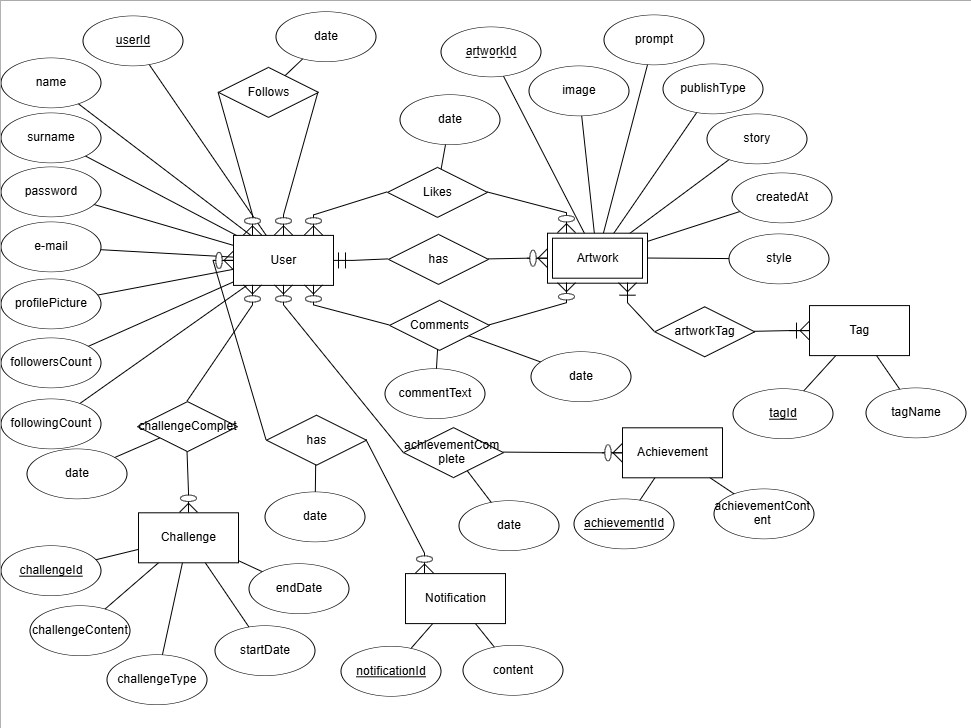 userId
date
Follows
artworkId
prompt
name
image
publishType
surname
date
story
password
Likes
createdAt
e-mail
User
has
Artwork
style
profilePicture
Comments
artworkTag
Tag
followersCount
commentText
date
tagId
tagName
followingCount
challengeComplet
has
achievementCom
plete
Achievement
date
date
date
achievementId
achievementCont
ent
Challenge
challengeId
endDate
Notification
challengeContent
startDate
challengeType
notificationId
content